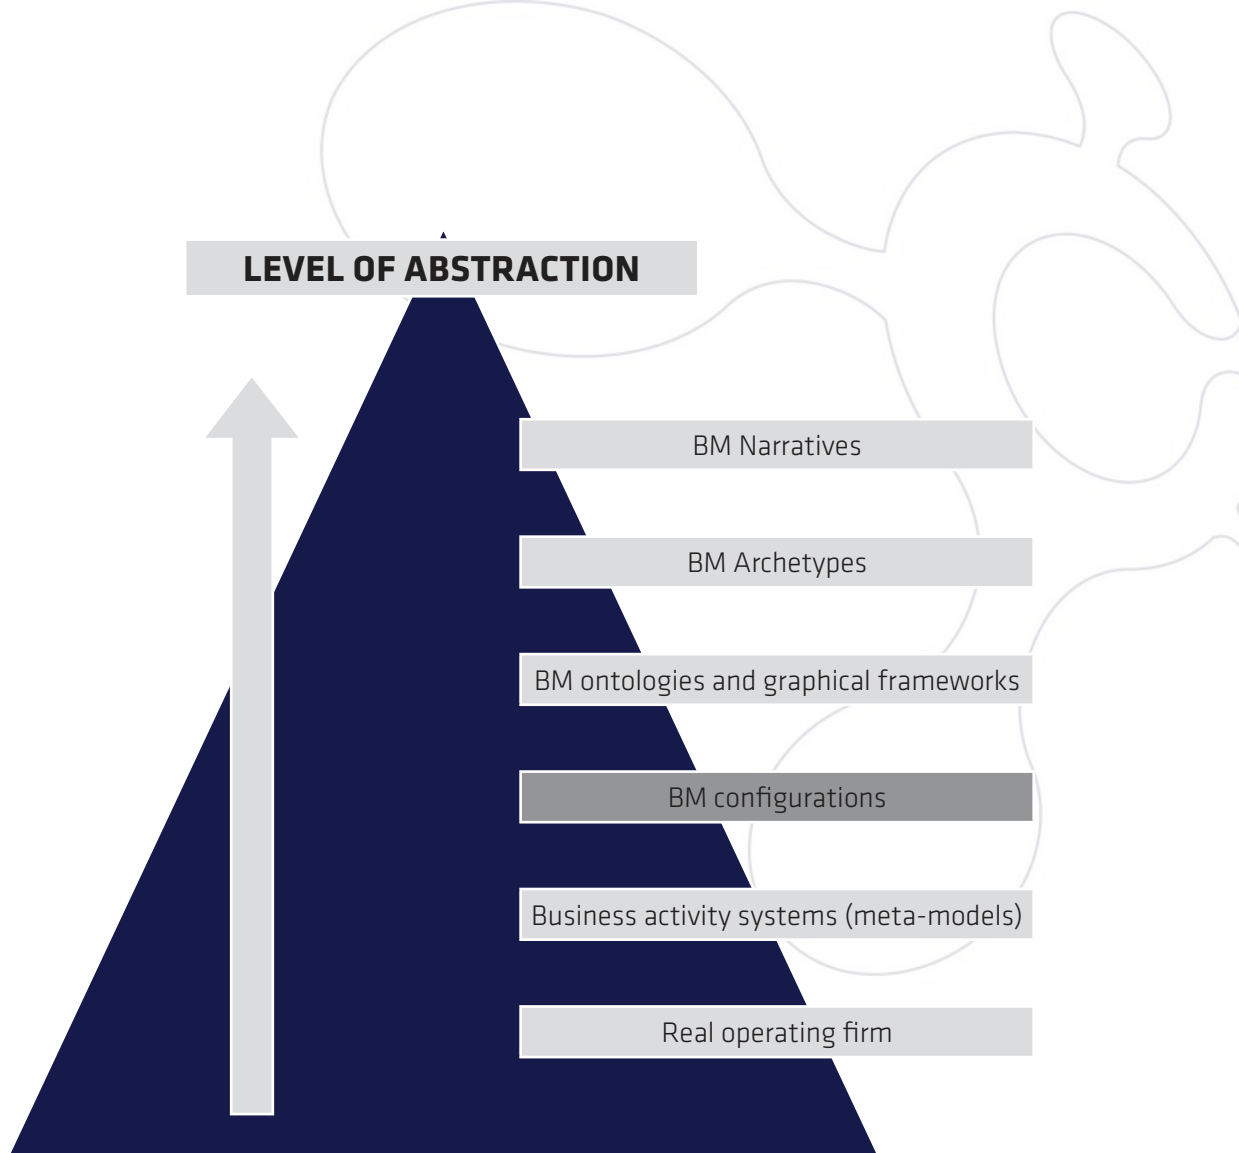 LEVEL OF ABSTRACTION
BM Narratives
BM Archetypes
BM ontologies and graphical frameworks
BM configurations
Business activity systems (meta-models)
Real operating firm